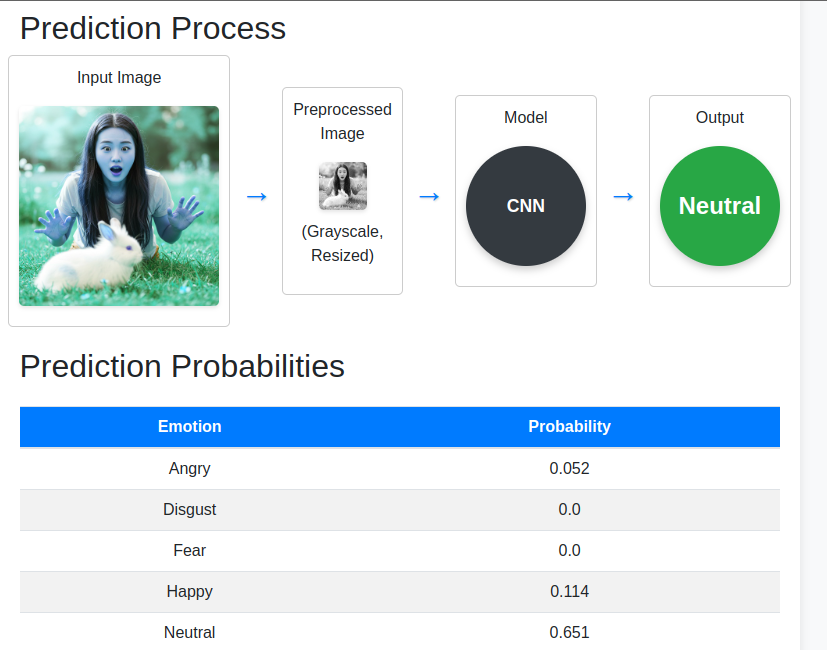 Prediction Process
Input Image
Preprocessed
Image
(Grayscale,
Resized)
→
→
→
Model
CNN
Output
Neutral
Prediction Probabilities
Emotion Probability
Angry 0.052
Disgust 0.0
Fear 0.0
Happy 0.114
Neutral 0.651